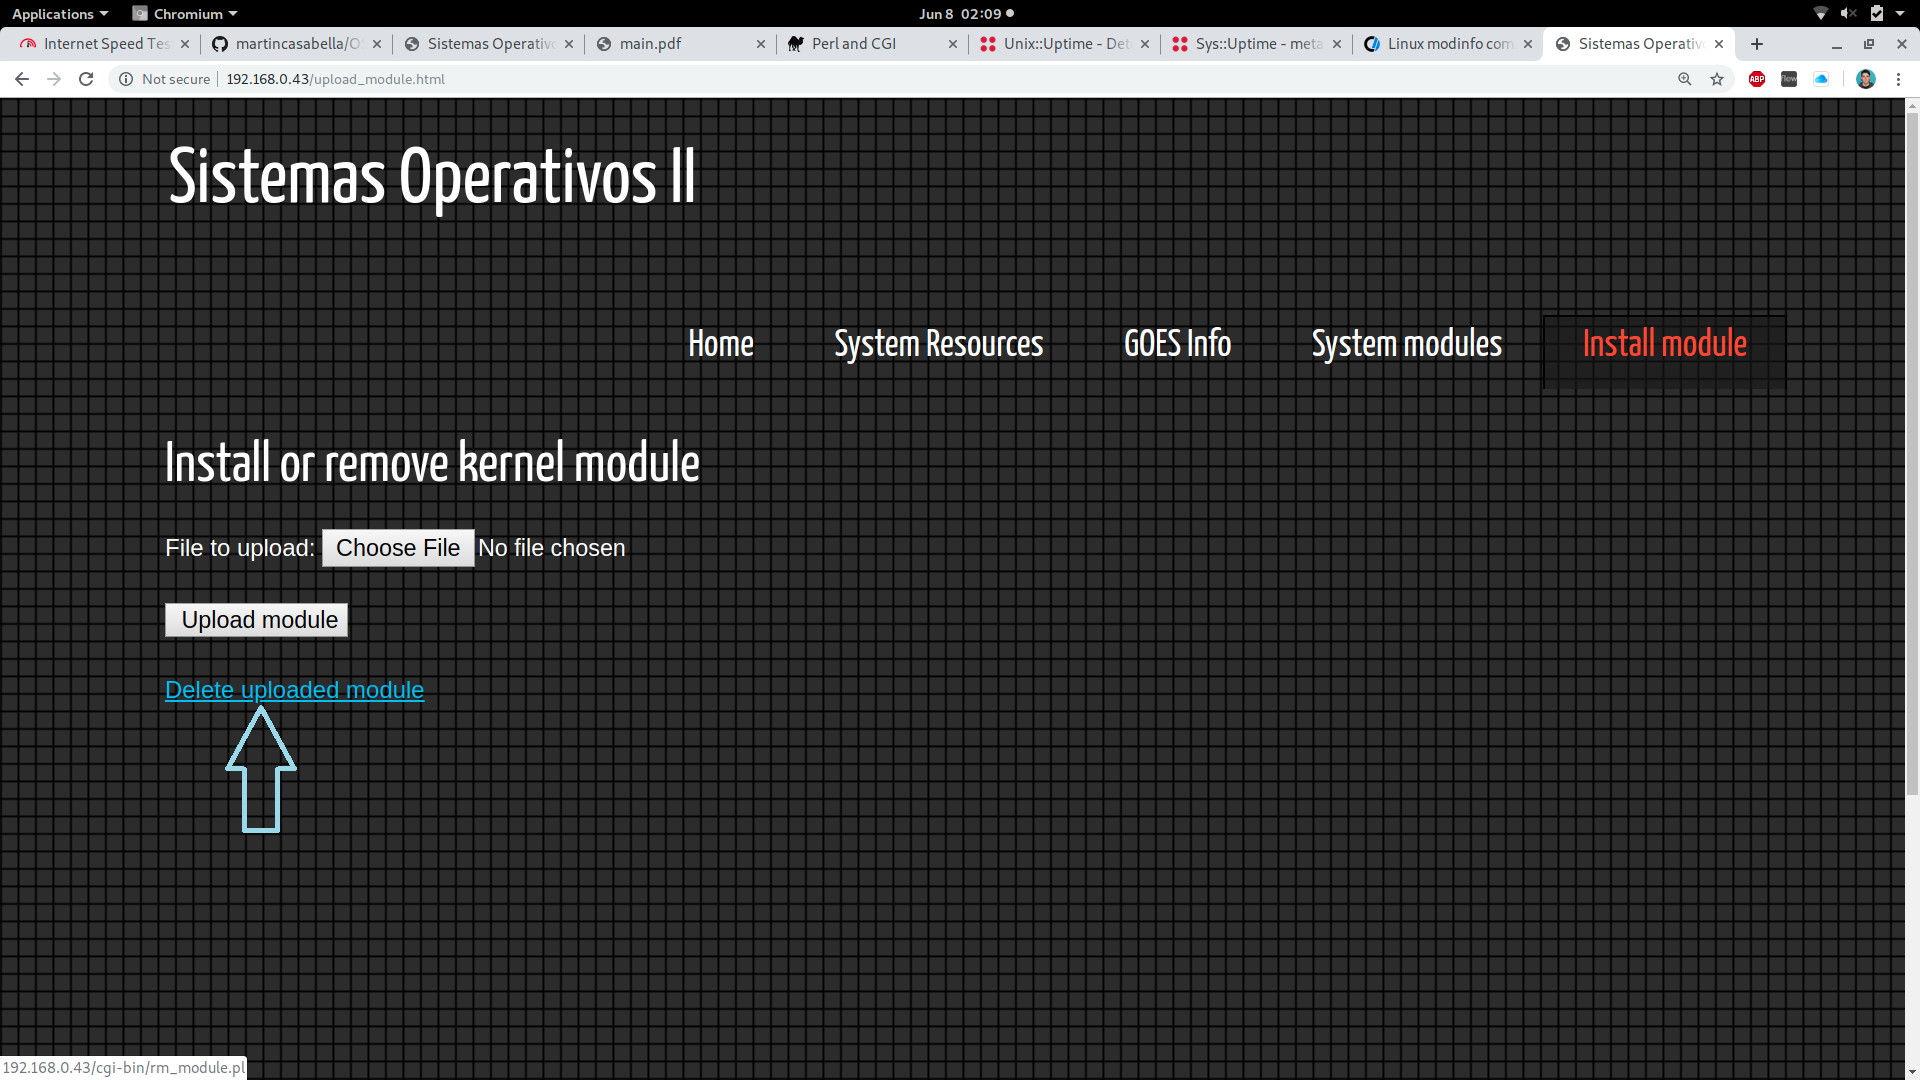 Applications Chromium Jun 8 02:09
Internet Speed Tes martincasabella/O Sistemas Operativ main.pdf Perl and CGI Unix::Uptime - Det Sys::Uptime - meta Linux modinfo com Sistemas Operativ
Not secure 192.168.0.43/upload_module.html ABP flow
Sistemas Operativos II
Home System Resources GOES Info System modules Install module
Install or remove kernel module
File to upload: Choose File No file chosen
Upload module
Delete uploaded module
192.168.0.43/cgi-bin/rm_module.pl